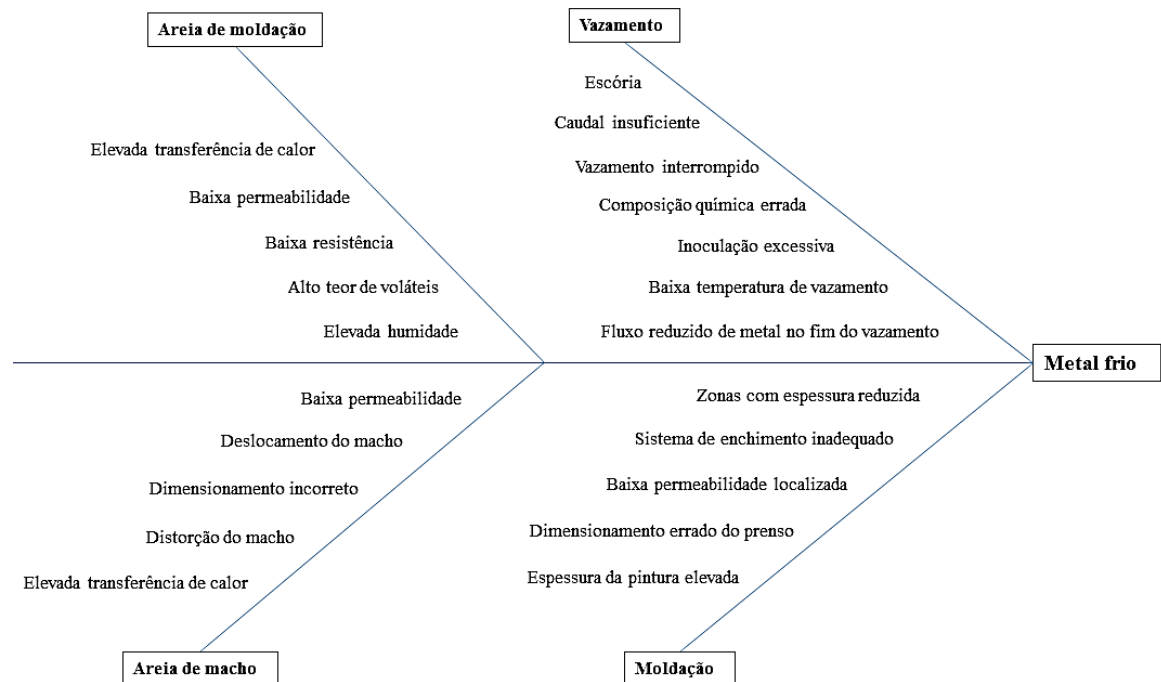 Areia de moldação
Vazamento
Escória
Caudal insuficiente
Elevada transferência de calor
Vazamento interrompido
Baixa permeabilidade
Composição química errada
Baixa resistência
Inoculação excessiva
Alto teor de voláteis
Baixa temperatura de vazamento
Elevada humidade
Fluxo reduzido de metal no fim do vazamento
Metal frio
Baixa permeabilidade
Zonas com espessura reduzida
Deslocamento do macho
Sistema de enchimento inadequado
Dimensionamento incorreto
Baixa permeabilidade localizada
Distorção do macho
Dimensionamento errado do prenso
Elevada transferência de calor
Espessura da pintura elevada
Areia de macho
Moldação